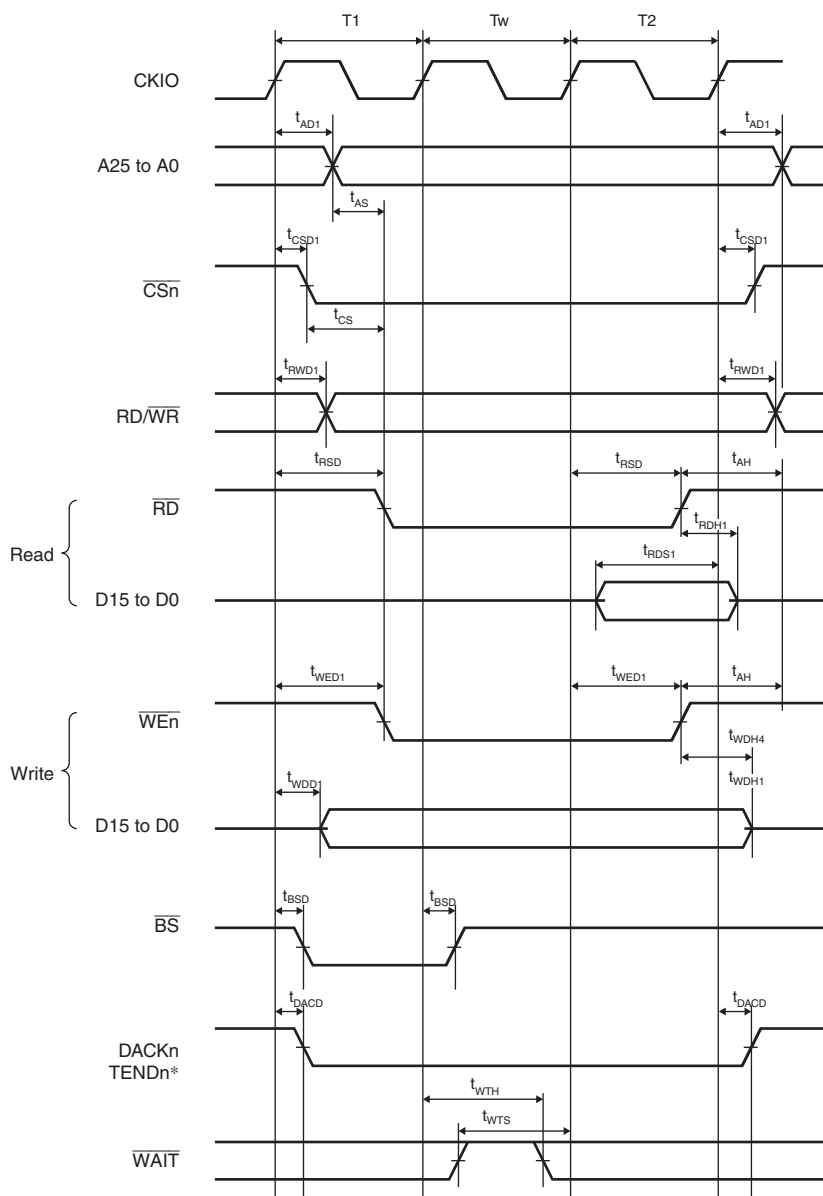 T1 Tw T2
CKIO
tAD1 tAD1
A25 to A0
tAS
tCSD1 tCSD1
CSn
tCS
tRWD1 tRWD1
RD/WR
tRSD tRSD tAH
RD
tRDH1
Read
tRDS1
D15 to D0
tWED1 tWED1 tAH
WEn
tWDH4
Write
tWDD1 tWDH1
D15 to D0
tBSD tBSD
BS
tDACD tDACD
DACKn
TENDn*
tWTH
tWTS
WAIT